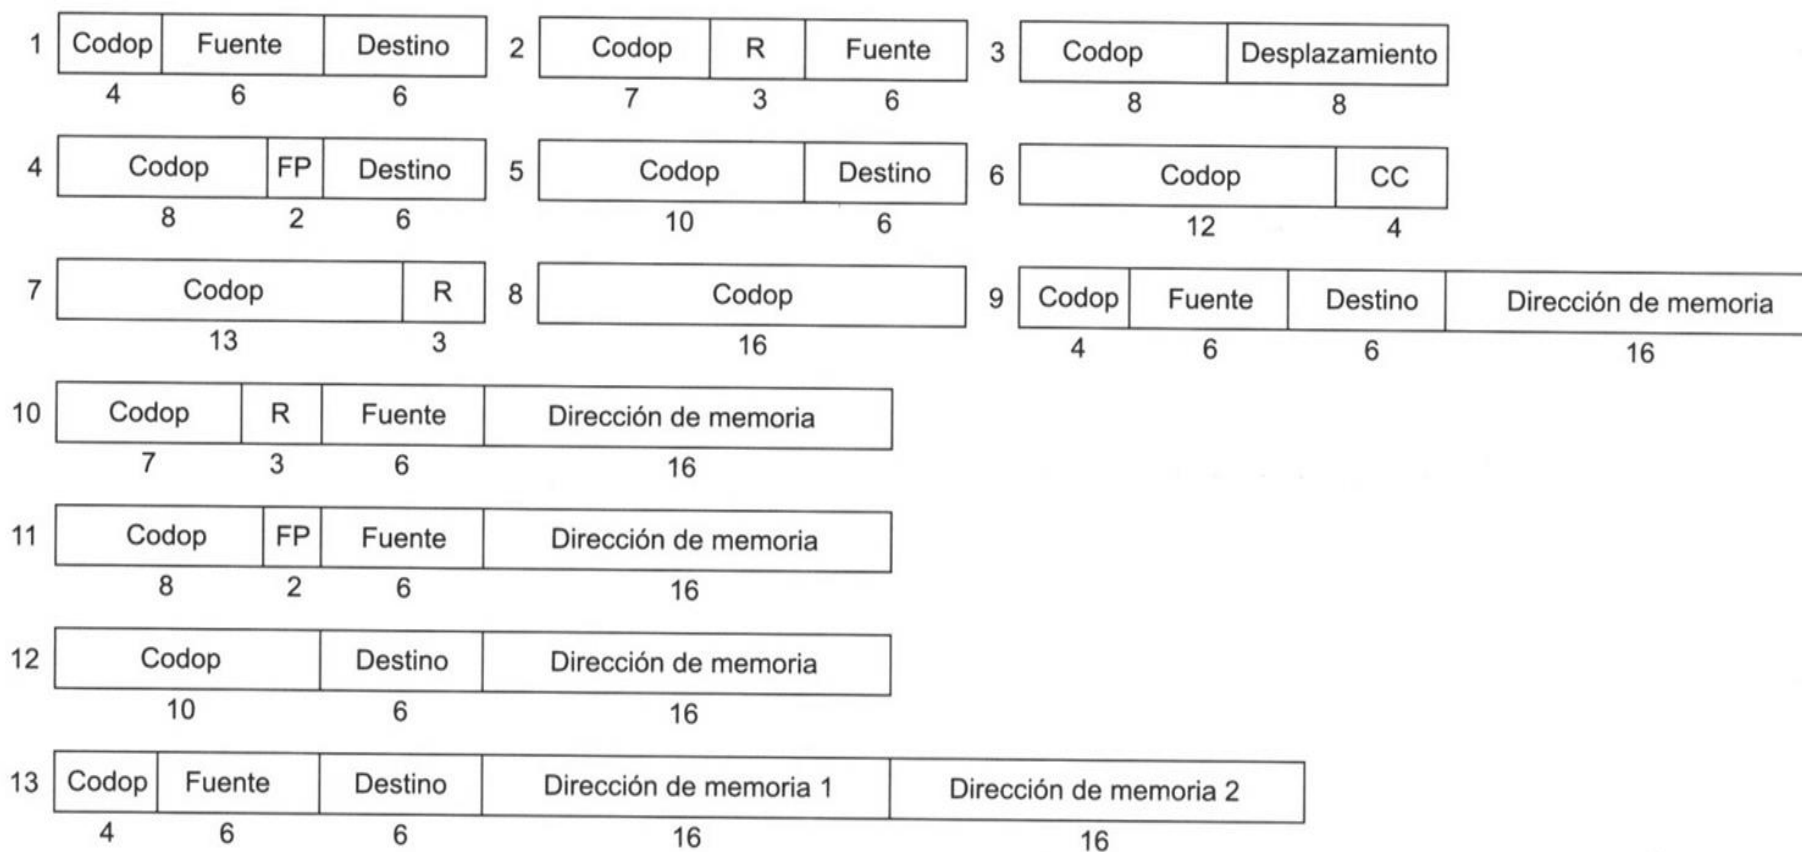 1 Codop Fuente Destino 2 Codop R Fuente 3 Codop Desplazamiento
4 6 6 7 3 6 8 8
4 Codop FP Destino 5 Codop Destino 6 Codop CC
8 2 6 10 6 12 4
7 Codop R 8 Codop 9 Codop Fuente Destino Dirección de memoria
13 3 16 4 6 6 16
10 Codop R Fuente Dirección de memoria
7 3 6 16
11 Codop FP Fuente Dirección de memoria
8 2 6 16
12 Codop Destino Dirección de memoria
10 6 16
13 Codop Fuente Destino Dirección de memoria 1 Dirección de memoria 2
4 6 6 16 16